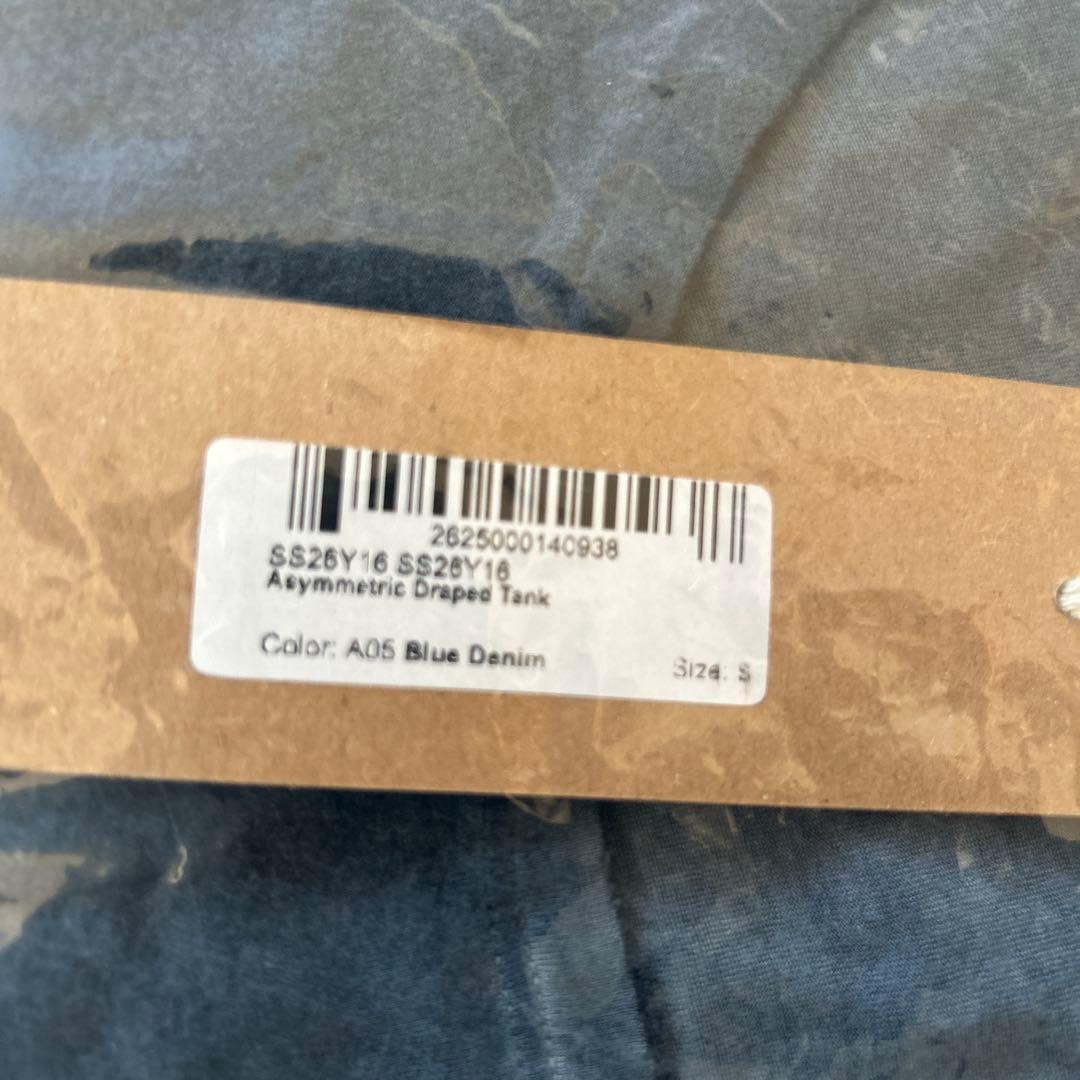 2625000140938
SS26Y16 SS26Y16
Asymmetric Draped Tank
Color: A05 Blue Denim
Size: S